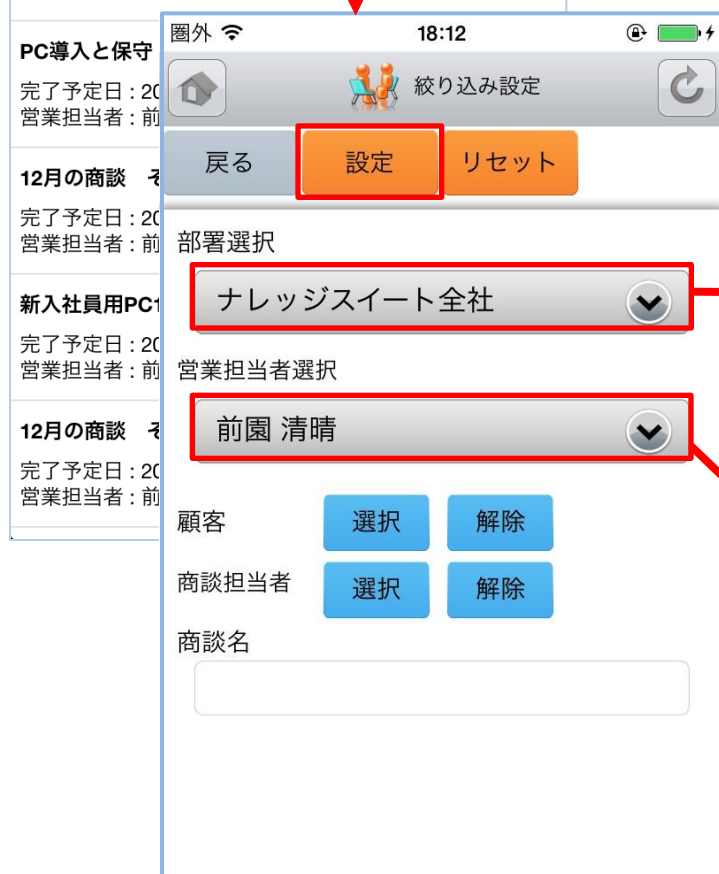 PC導入と保守
完了予定日 : 20
営業担当者 : 前
12月の商談 そ
完了予定日 : 20
営業担当者 : 前
新入社員用PC1
完了予定日 : 20
営業担当者 : 前
12月の商談 そ
完了予定日 : 20
営業担当者 : 前
圏外 18:12
絞り込み設定
戻る 設定 リセット
部署選択
ナレッジスイート全社
営業担当者選択
前園 清晴
顧客 選択 解除
商談担当者 選択 解除
商談名